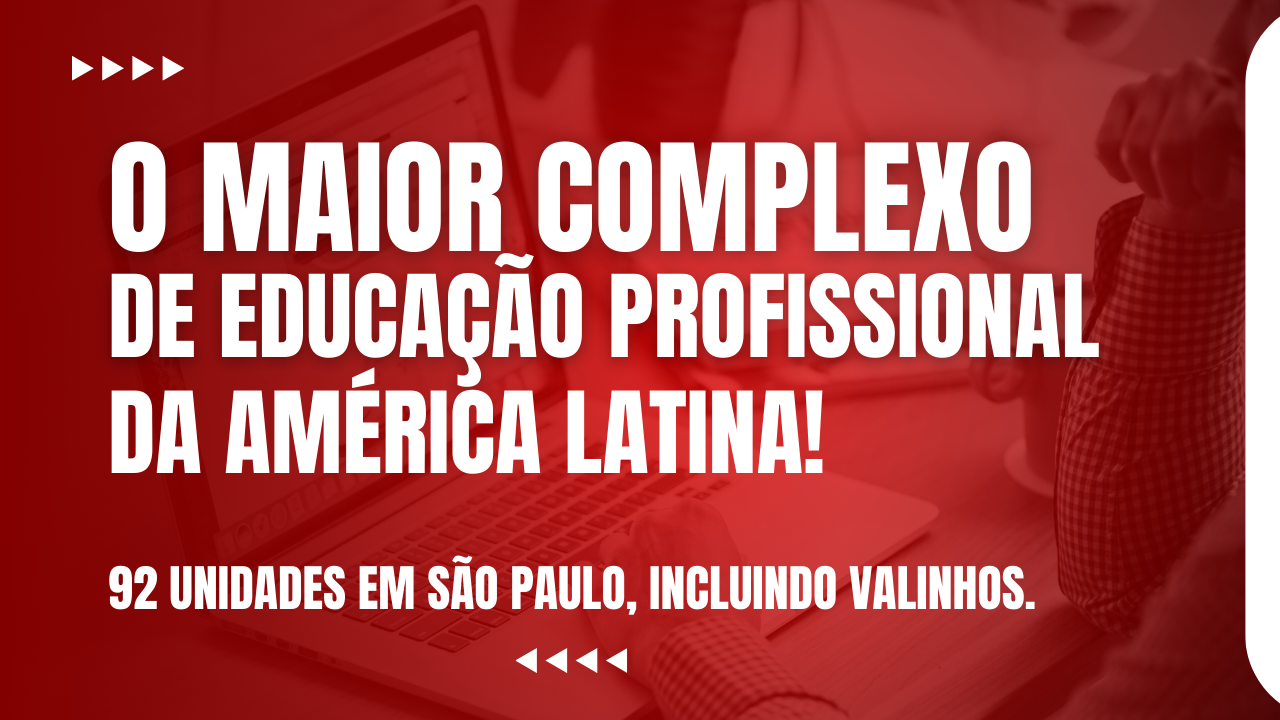 O MAIOR COMPLEXO
DE EDUCAÇÃO PROFISSIONAL
DA AMÉRICA LATINA!
92 UNIDADES EM SÃO PAULO, INCLUINDO VALINHOS.